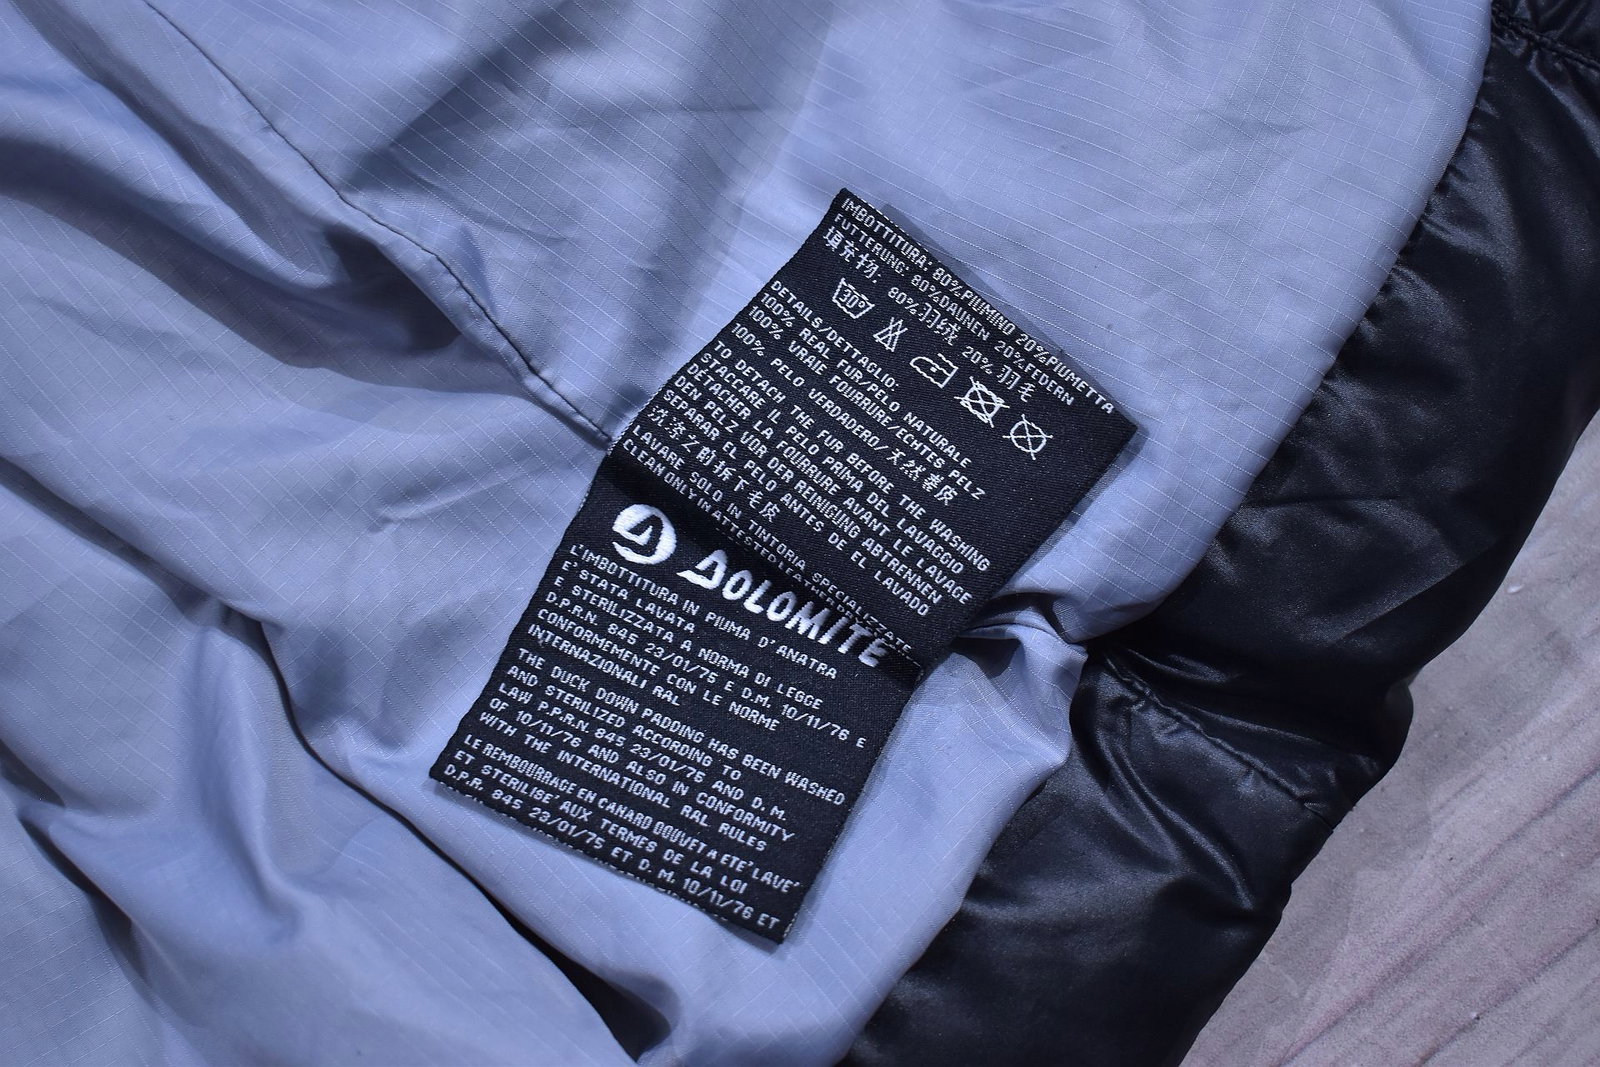 IMBOTTITURA: 80%PIUMINO 20%PIUMETTA
FUTTERUNG: 80%DAUNEN 20%FEDERN
填充物: 80%羽绒 20%羽毛
30°
DETAILS/DETTAGLIO:
100% REAL FUR/PELO NATURALE
100% VRAIE FOURRURE/ECHTES PELZ
100% PELO VERDADERO/天然裘皮
TO DETACH THE FUR BEFORE THE WASHING
STACCARE IL PELO PRIMA DEL LAVAGGIO
DETACHER LA FOURRURE AVANT LE LAVAGE
DEN PELZ VOR DER REINIGUNG ABTRENNEN
SEPARAR EL PELO ANTES DE EL LAVADO
洗涤之前拆下毛皮
LAVARE SOLO IN TINTORIA SPECIALIZZATE
CLEAN ONLY IN ATTESTED LEATHER
DOLOMITE
L'IMBOTTITURA IN PIUMA D'ANATRA
E' STATA LAVATA
E STERILIZZATA A NORMA DI LEGGE
D.P.R.N. 845 23/01/75 E D.M. 10/11/76 E
CONFORMEMENTE CON LE NORME
INTERNAZIONALI RAL
THE DUCK DOWN PADDING HAS BEEN WASHED
AND STERILIZED ACCORDING TO
LAW P.P.R.N. 845 23/01/75 AND D.M.
OF 10/11/76 AND ALSO IN CONFORMITY
WITH THE INTERNATIONAL RAL RULES
LE REMBOURRAGE EN CANARD DOUVET A ETE' LAVE'
ET STERILISE' AUX TERMES DE LA LOI
D.P.R. 845 23/01/75 ET D.M. 10/11/76 ET